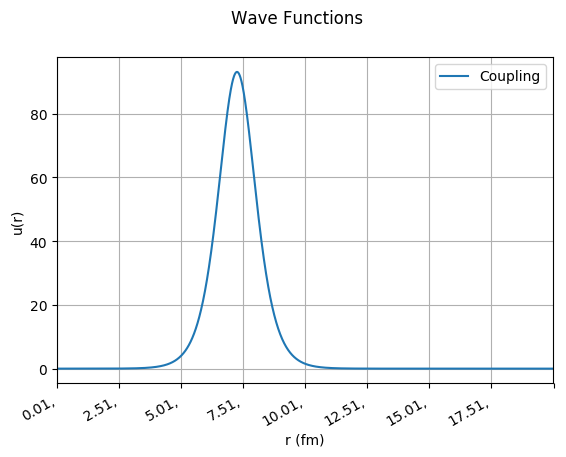 Wave Functions
Coupling
u(r)
80
60
40
20
0
0.01, 2.51, 5.01, 7.51, 10.01, 12.51, 15.01, 17.51,
r (fm)